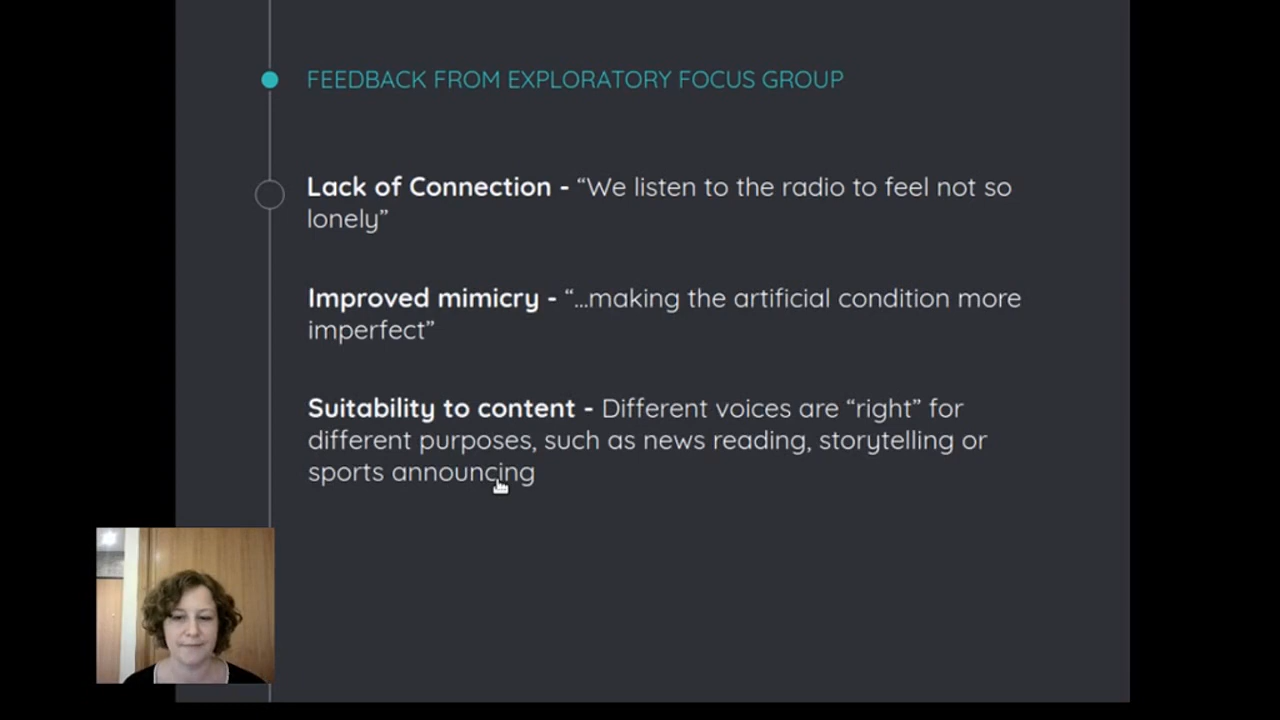 FEEDBACK FROM EXPLORATORY FOCUS GROUP
Lack of Connection - “We listen to the radio to feel not so
lonely”
Improved mimicry - “...making the artificial condition more
imperfect”
Suitability to content - Different voices are “right” for
different purposes, such as news reading, storytelling or
sports announcing